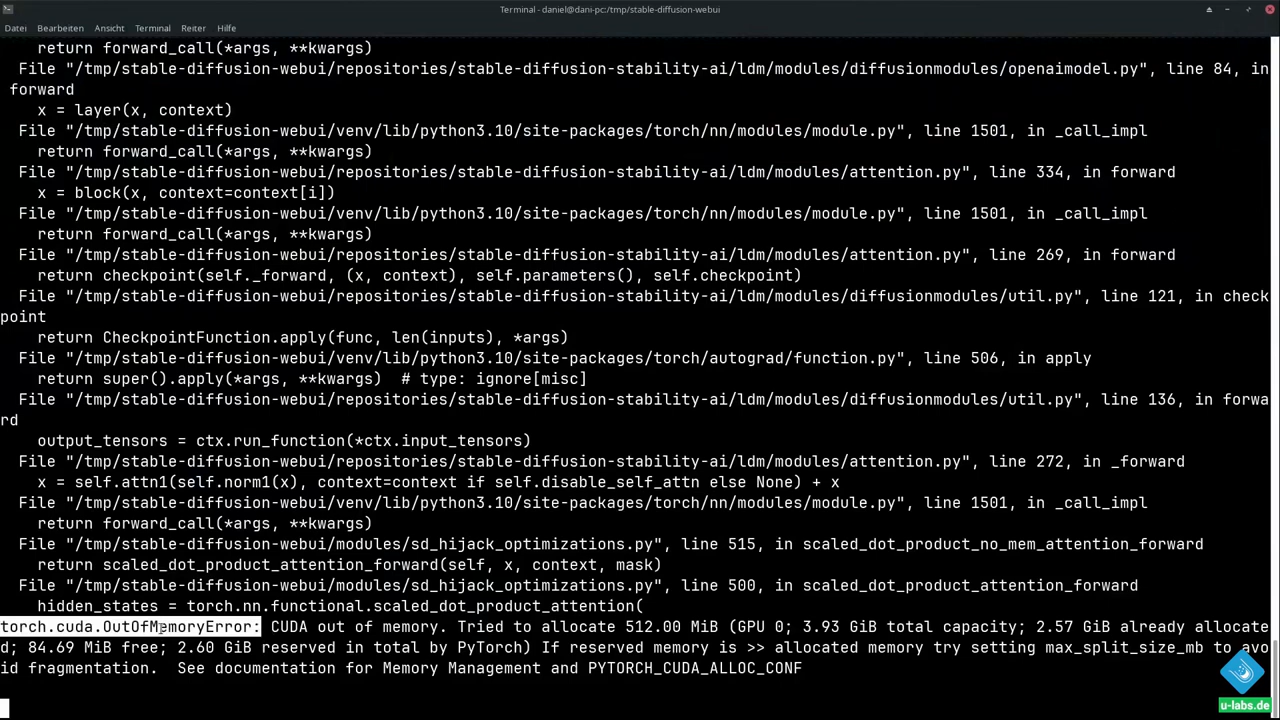 Terminal - daniel@dani-pc:/tmp/stable-diffusion-webui
Datei Bearbeiten Ansicht Terminal Reiter Hilfe
    return forward_call(*args, **kwargs)
  File "/tmp/stable-diffusion-webui/repositories/stable-diffusion-stability-ai/ldm/modules/diffusionmodules/openaimodel.py", line 84, in
 forward
    x = layer(x, context)
  File "/tmp/stable-diffusion-webui/venv/lib/python3.10/site-packages/torch/nn/modules/module.py", line 1501, in _call_impl
    return forward_call(*args, **kwargs)
  File "/tmp/stable-diffusion-webui/repositories/stable-diffusion-stability-ai/ldm/modules/attention.py", line 334, in forward
    x = block(x, context=context[i])
  File "/tmp/stable-diffusion-webui/venv/lib/python3.10/site-packages/torch/nn/modules/module.py", line 1501, in _call_impl
    return forward_call(*args, **kwargs)
  File "/tmp/stable-diffusion-webui/repositories/stable-diffusion-stability-ai/ldm/modules/attention.py", line 269, in forward
    return checkpoint(self._forward, (x, context), self.parameters(), self.checkpoint)
  File "/tmp/stable-diffusion-webui/repositories/stable-diffusion-stability-ai/ldm/modules/diffusionmodules/util.py", line 121, in check
point
    return CheckpointFunction.apply(func, len(inputs), *args)
  File "/tmp/stable-diffusion-webui/venv/lib/python3.10/site-packages/torch/autograd/function.py", line 506, in apply
    return super().apply(*args, **kwargs)  # type: ignore[misc]
  File "/tmp/stable-diffusion-webui/repositories/stable-diffusion-stability-ai/ldm/modules/diffusionmodules/util.py", line 136, in forwa
rd
    output_tensors = ctx.run_function(*ctx.input_tensors)
  File "/tmp/stable-diffusion-webui/repositories/stable-diffusion-stability-ai/ldm/modules/attention.py", line 272, in _forward
    x = self.attn1(self.norm1(x), context=context if self.disable_self_attn else None) + x
  File "/tmp/stable-diffusion-webui/venv/lib/python3.10/site-packages/torch/nn/modules/module.py", line 1501, in _call_impl
    return forward_call(*args, **kwargs)
  File "/tmp/stable-diffusion-webui/modules/sd_hijack_optimizations.py", line 515, in scaled_dot_product_no_mem_attention_forward
    return scaled_dot_product_attention_forward(self, x, context, mask)
  File "/tmp/stable-diffusion-webui/modules/sd_hijack_optimizations.py", line 500, in scaled_dot_product_attention_forward
    hidden_states = torch.nn.functional.scaled_dot_product_attention(
torch.cuda.OutOfMemoryError: CUDA out of memory. Tried to allocate 512.00 MiB (GPU 0; 3.93 GiB total capacity; 2.57 GiB already allocate
d; 84.69 MiB free; 2.60 GiB reserved in total by PyTorch) If reserved memory is >> allocated memory try setting max_split_size_mb to avo
id fragmentation.  See documentation for Memory Management and PYTORCH_CUDA_ALLOC_CONF
u-labs.de